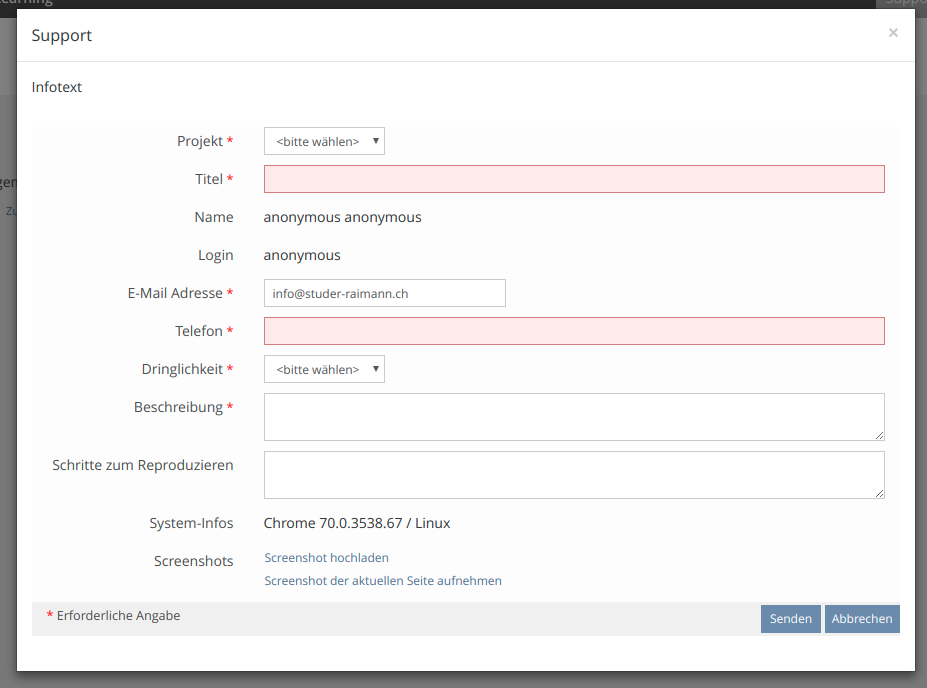 Support ×
Infotext
Projekt * <bitte wählen>
Titel *
Name anonymous anonymous
Login anonymous
E-Mail Adresse * info@studer-raimann.ch
Telefon *
Dringlichkeit * <bitte wählen>
Beschreibung *
Schritte zum Reproduzieren
System-Infos Chrome 70.0.3538.67 / Linux
Screenshots Screenshot hochladen
Screenshot der aktuellen Seite aufnehmen
* Erforderliche Angabe Senden Abbrechen